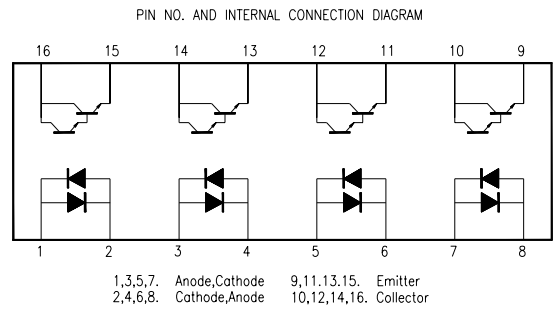 PIN NO. AND INTERNAL CONNECTION DIAGRAM
16 15 14 13 12 11 10 9
1 2 3 4 5 6 7 8
1,3,5,7. Anode,Cathode 9,11.13.15. Emitter
2,4,6,8. Cathode,Anode 10,12,14,16. Collector